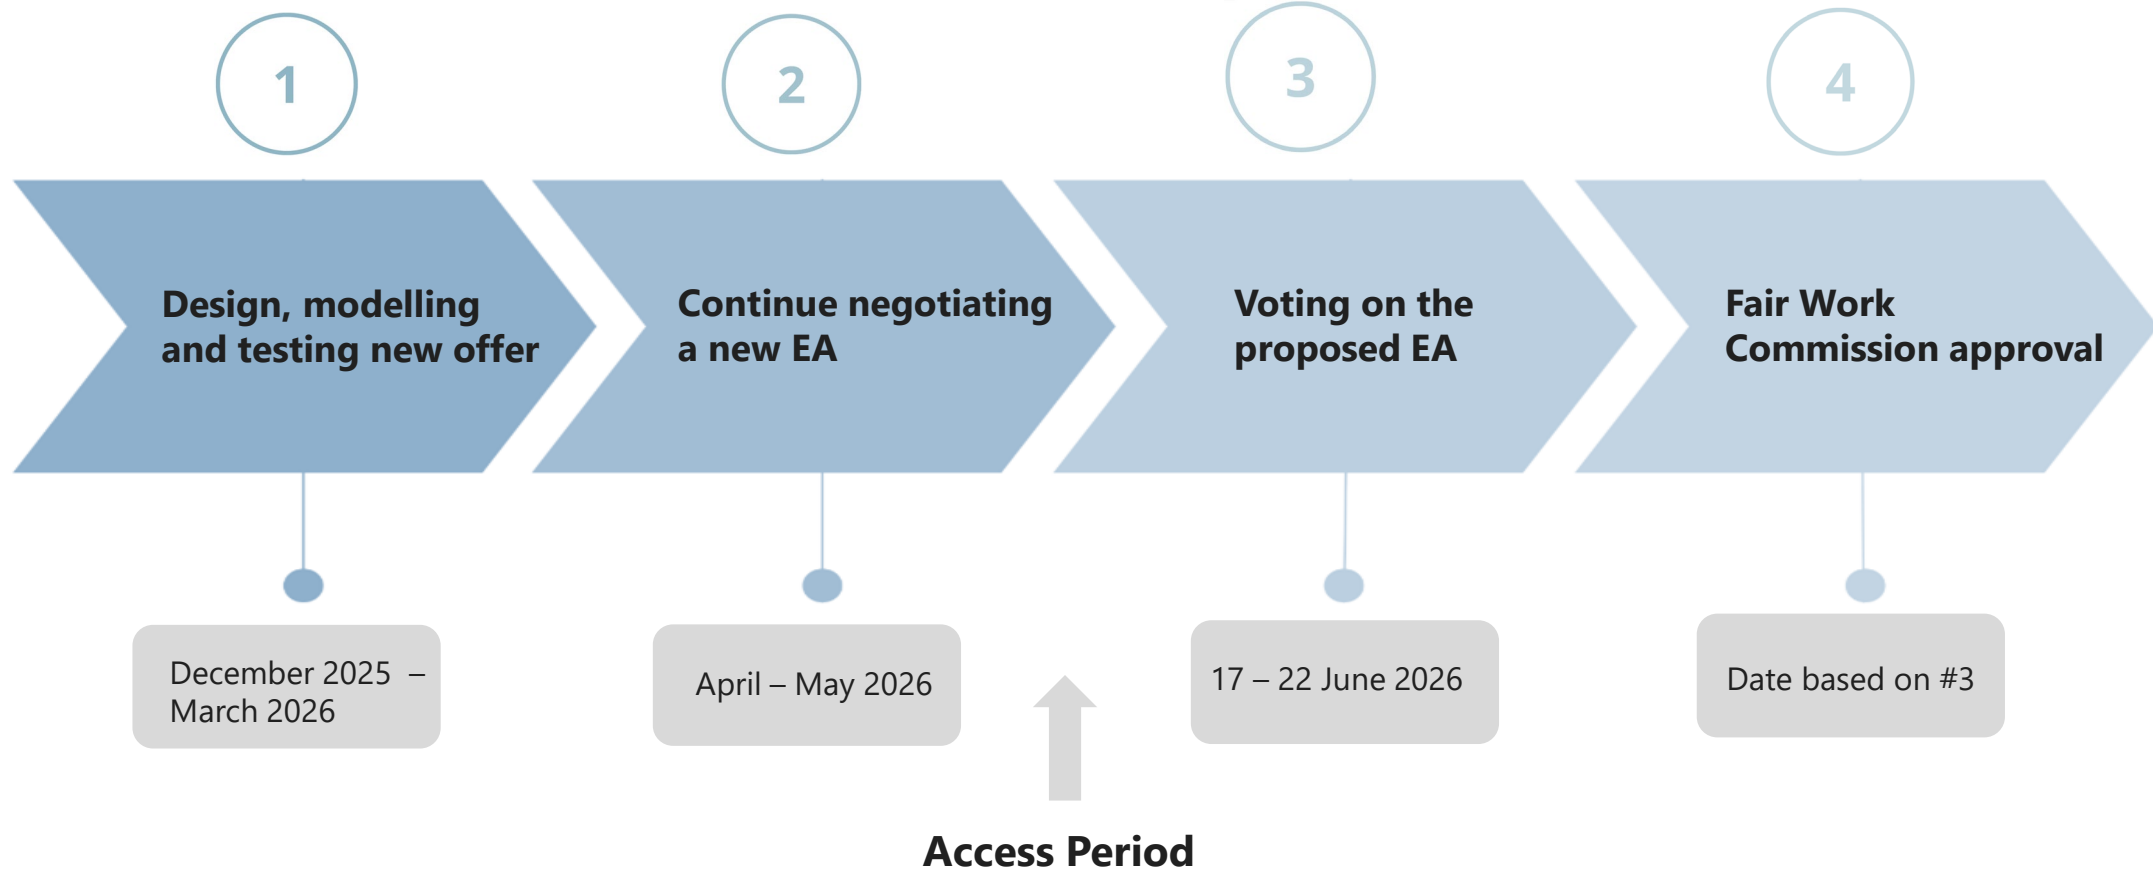 1
2
3
4
Design, modelling
and testing new offer
Continue negotiating
a new EA
Voting on the
proposed EA
Fair Work
Commission approval
December 2025 –
March 2026
April – May 2026
17 – 22 June 2026
Date based on #3
Access Period